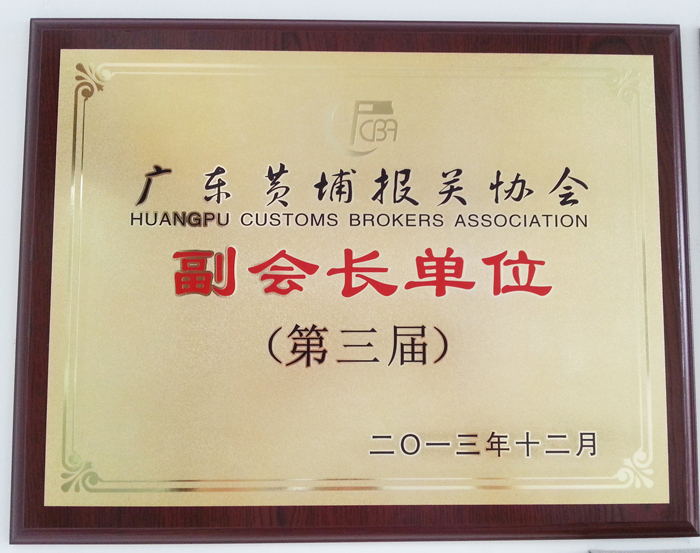 CBA
广东黄埔报关协会
HUANGPU CUSTOMS BROKERS ASSOCIATION
副会长单位
（第三届）
二〇一三年十二月